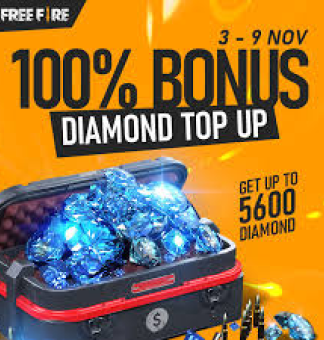 FREE FIRE
3 - 9 NOV
100% BONUS
DIAMOND TOP UP
GET UP TO
5600
DIAMOND
$